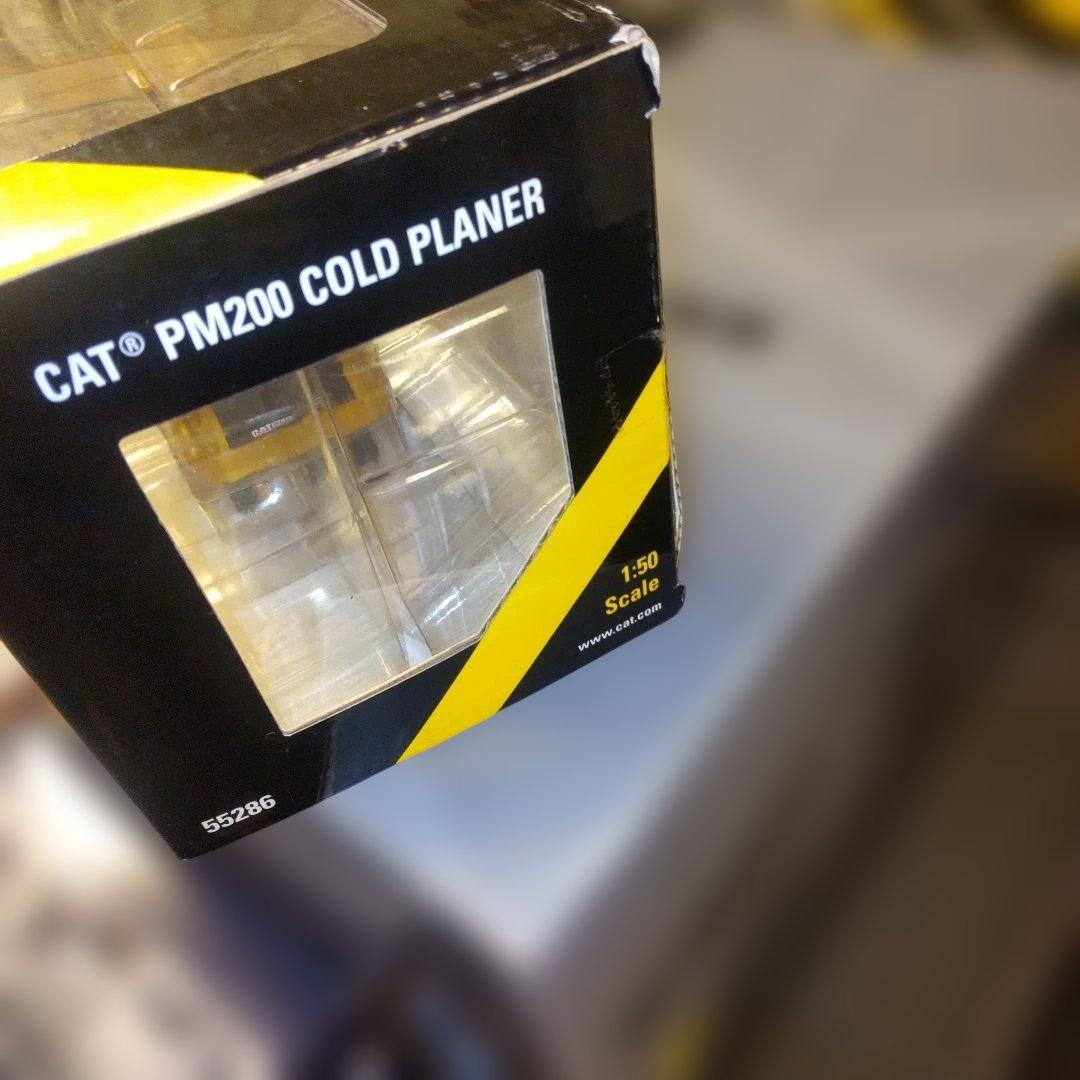 CAT® PM200 COLD PLANER
1:50
Scale
www.cat.com
55286